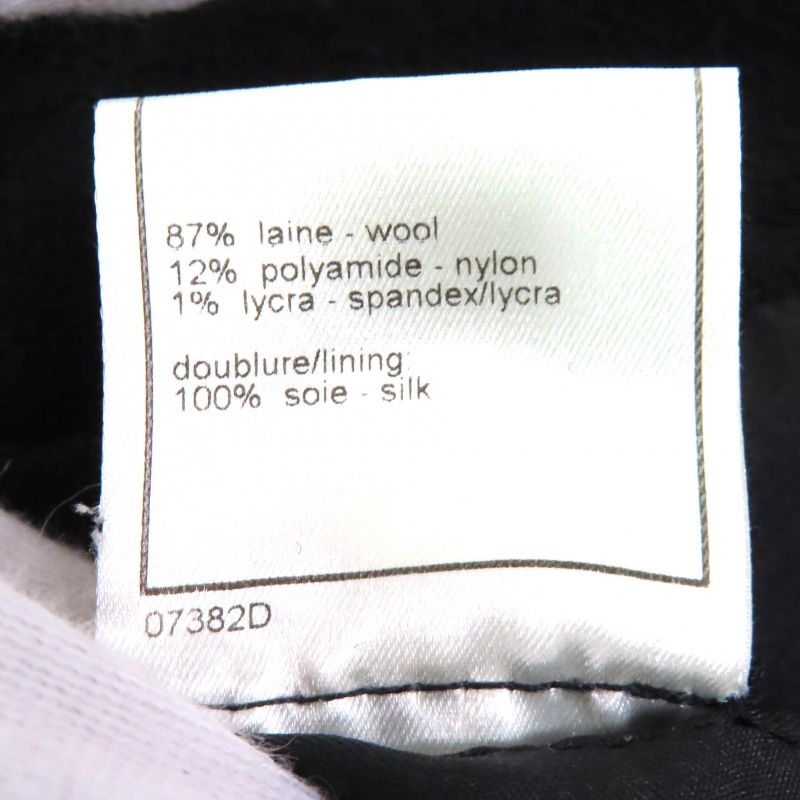 87% laine - wool
12% polyamide - nylon
1% lycra - spandex/lycra
doublure/lining:
100% soie - silk
07382D